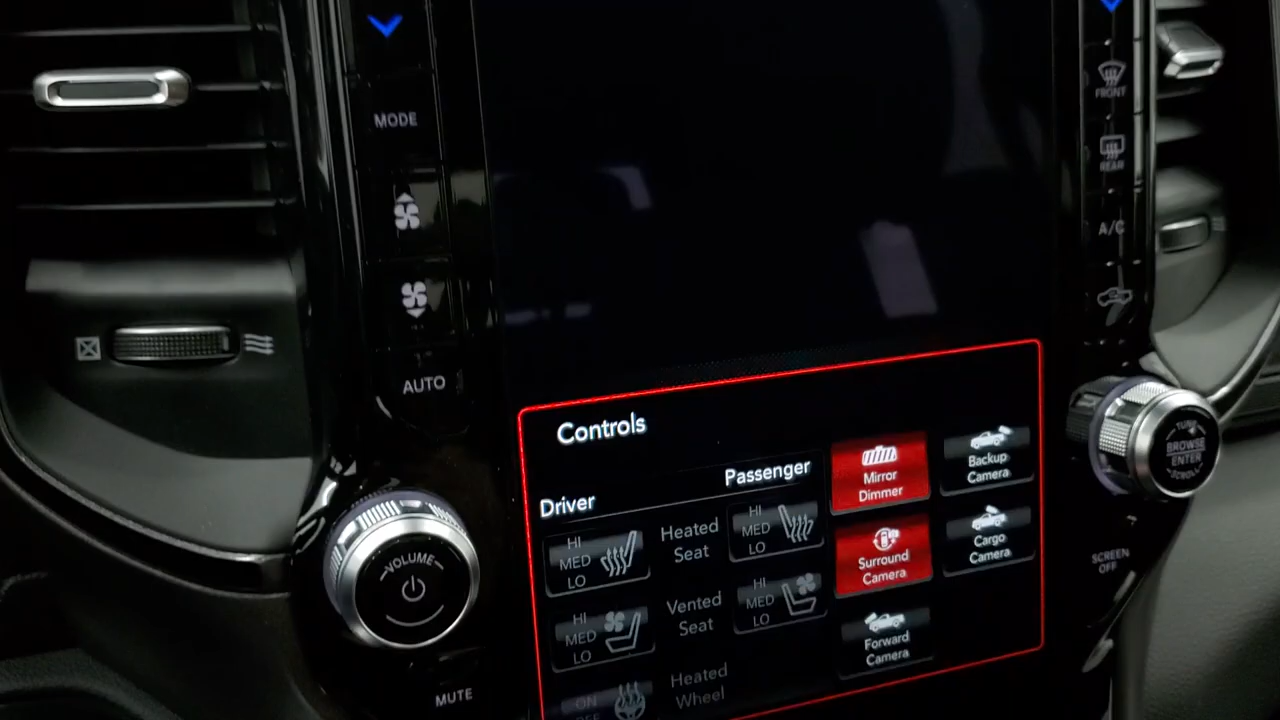 MODE
AUTO
VOLUME
MUTE
Controls
Driver
Passenger
HI
MED
LO
Heated
Seat
HI
MED
LO
HI
MED
LO
Vented
Seat
HI
MED
LO
ON
OFF
Heated
Wheel
Mirror
Dimmer
Backup
Camera
Surround
Camera
Cargo
Camera
Forward
Camera
FRONT
REAR
A/C
TUNE
BROWSE
ENTER
SCROLL
SCREEN
OFF